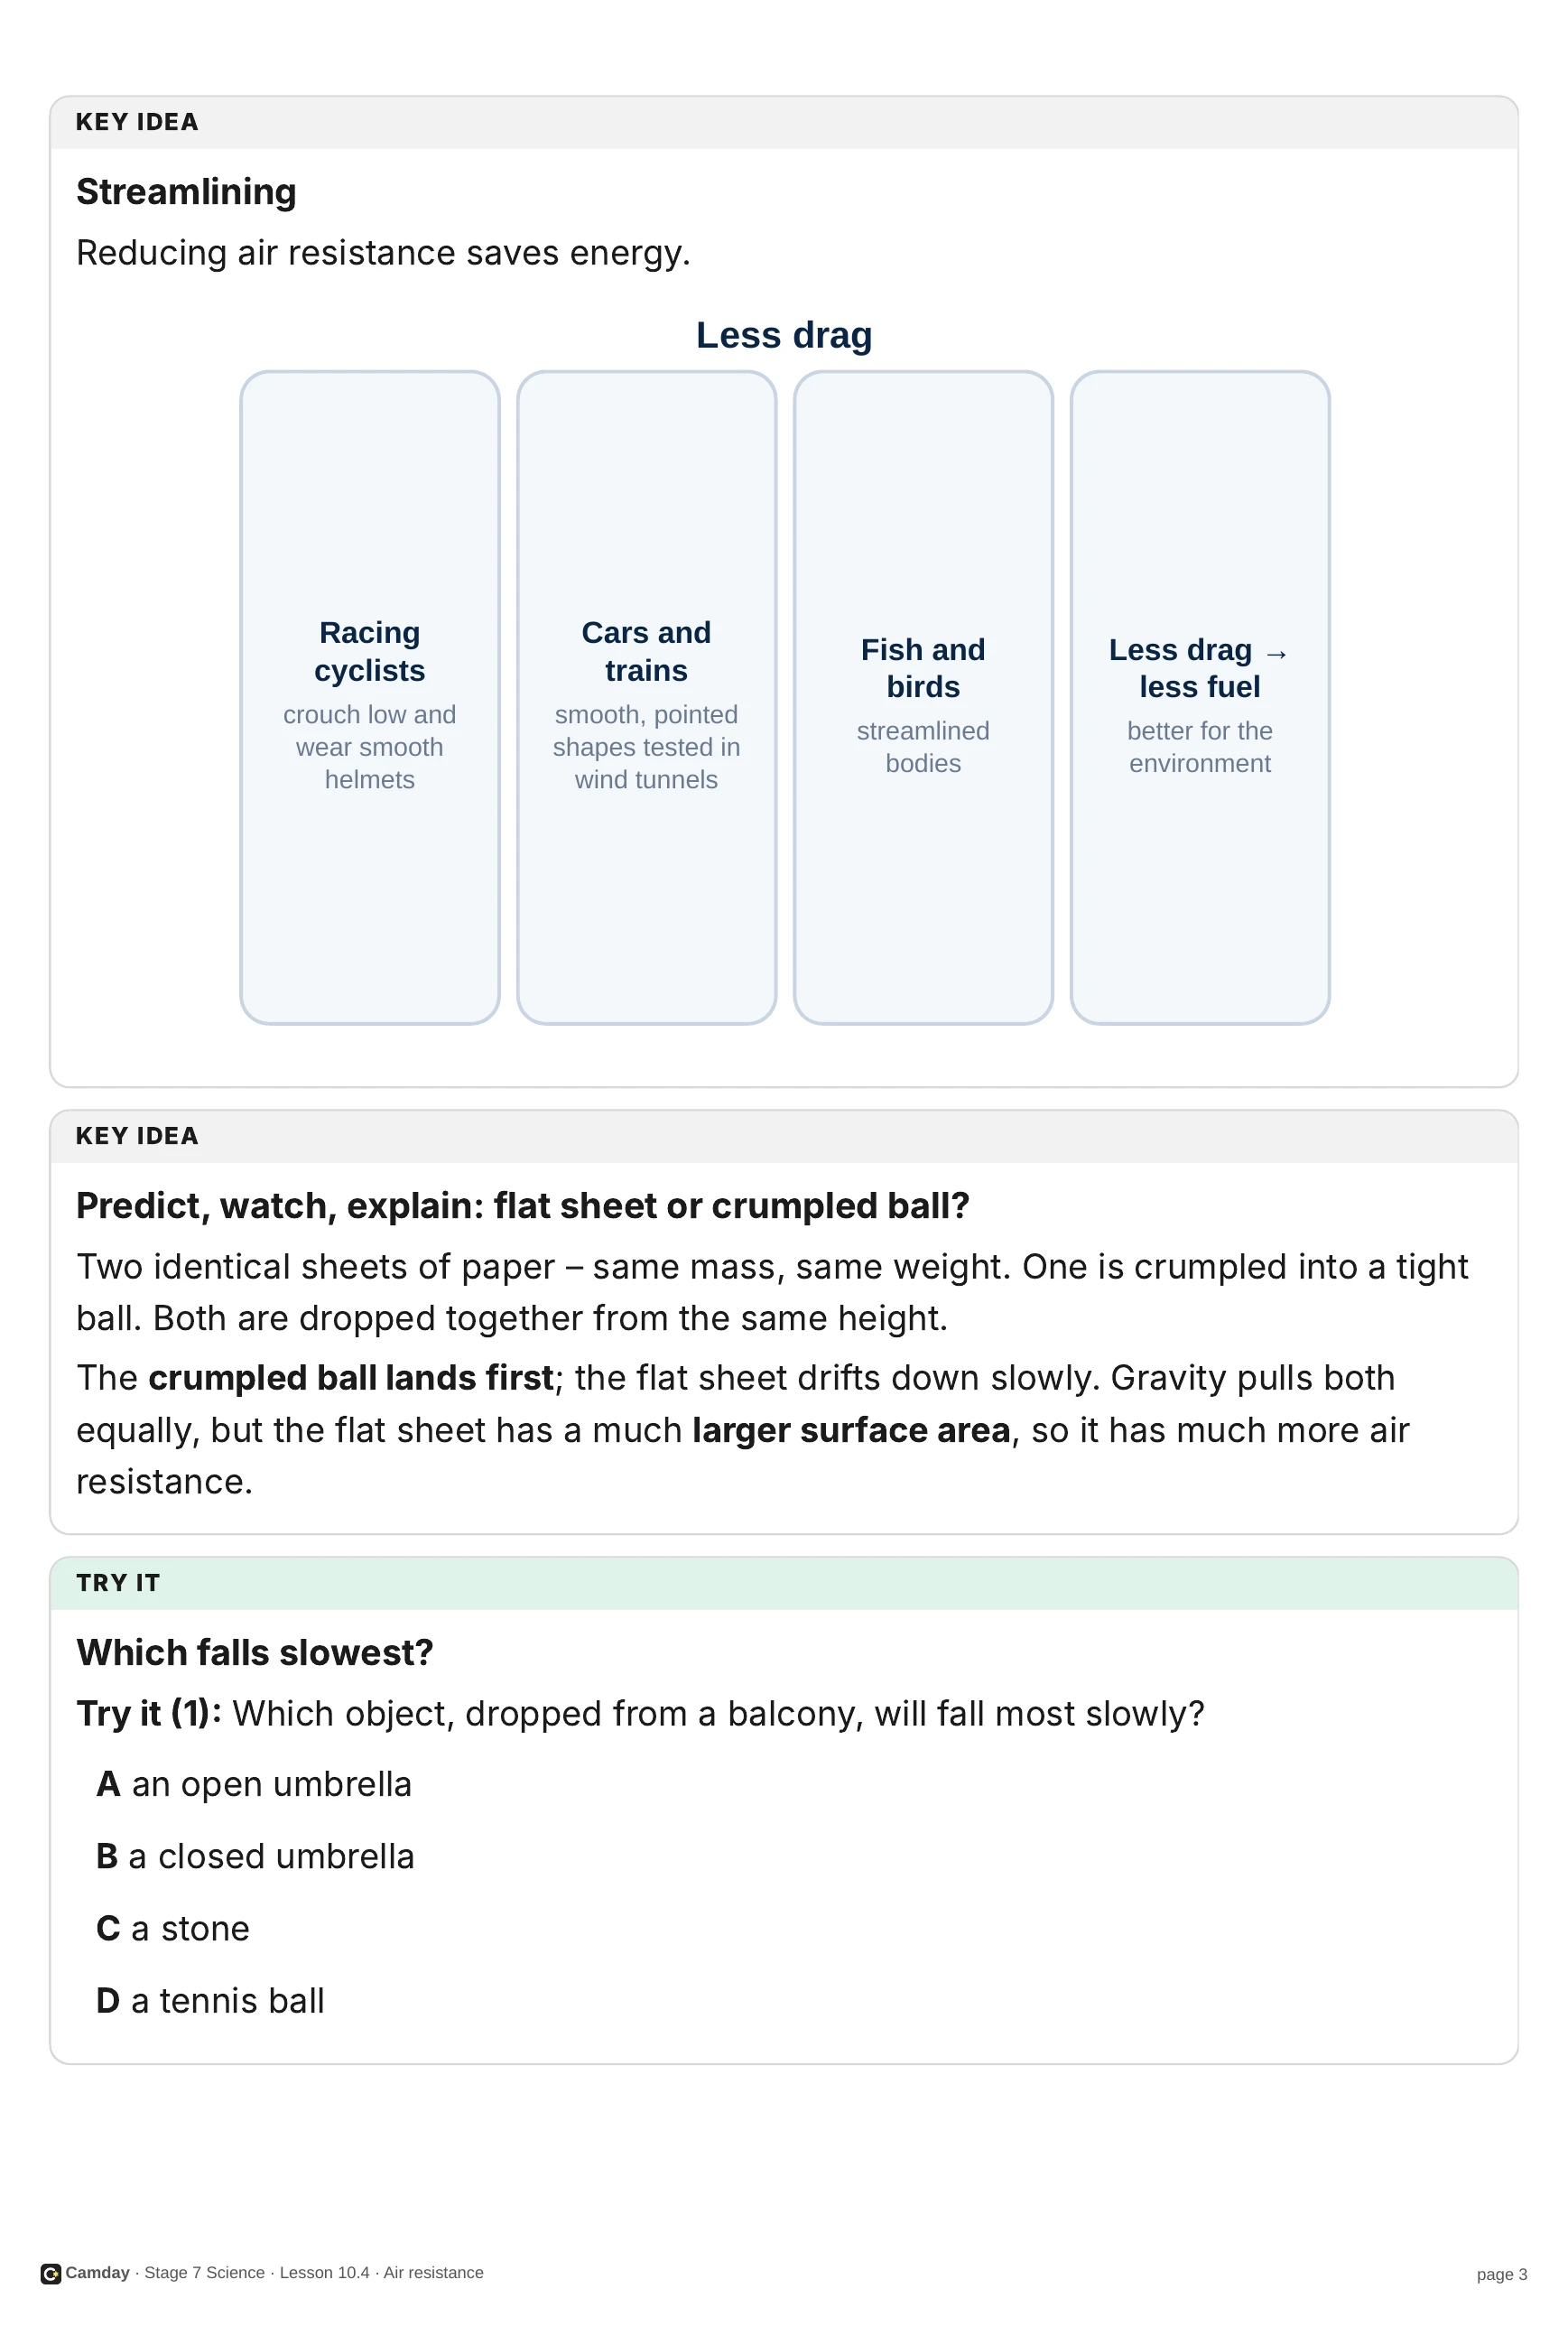 KEY IDEA
Streamlining
Reducing air resistance saves energy.
Less drag
Racing
cyclists
crouch low and
wear smooth
helmets
Cars and
trains
smooth, pointed
shapes tested in
wind tunnels
Fish and
birds
streamlined
bodies
Less drag →
less fuel
better for the
environment
KEY IDEA
Predict, watch, explain: flat sheet or crumpled ball?
Two identical sheets of paper – same mass, same weight. One is crumpled into a tight
ball. Both are dropped together from the same height.
The crumpled ball lands first; the flat sheet drifts down slowly. Gravity pulls both
equally, but the flat sheet has a much larger surface area, so it has much more air
resistance.
TRY IT
Which falls slowest?
Try it (1): Which object, dropped from a balcony, will fall most slowly?
A an open umbrella
B a closed umbrella
C a stone
D a tennis ball
Camday · Stage 7 Science · Lesson 10.4 · Air resistance
page 3